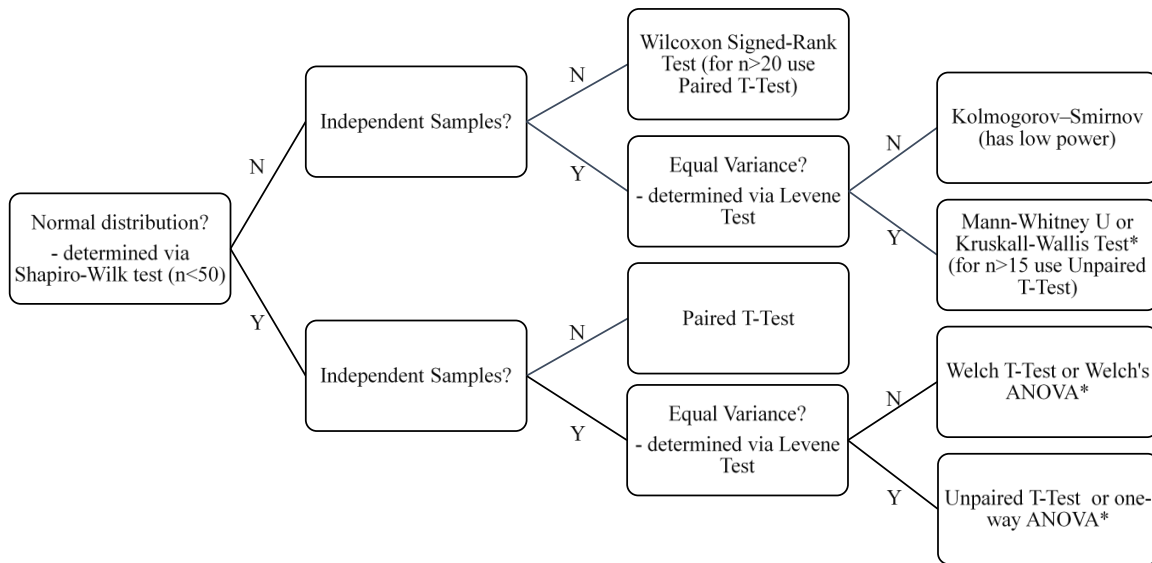 Normal distribution?
- determined via
Shapiro-Wilk test (n<50)
N
Y
Independent Samples?
N
Y
Wilcoxon Signed-Rank
Test (for n>20 use
Paired T-Test)
Equal Variance?
- determined via Levene
Test
N
Y
Kolmogorov–Smirnov
(has low power)
Mann-Whitney U or
Kruskall-Wallis Test*
(for n>15 use Unpaired
T-Test)
Independent Samples?
N
Y
Paired T-Test
Equal Variance?
- determined via Levene
Test
N
Y
Welch T-Test or Welch's
ANOVA*
Unpaired T-Test or one-
way ANOVA*